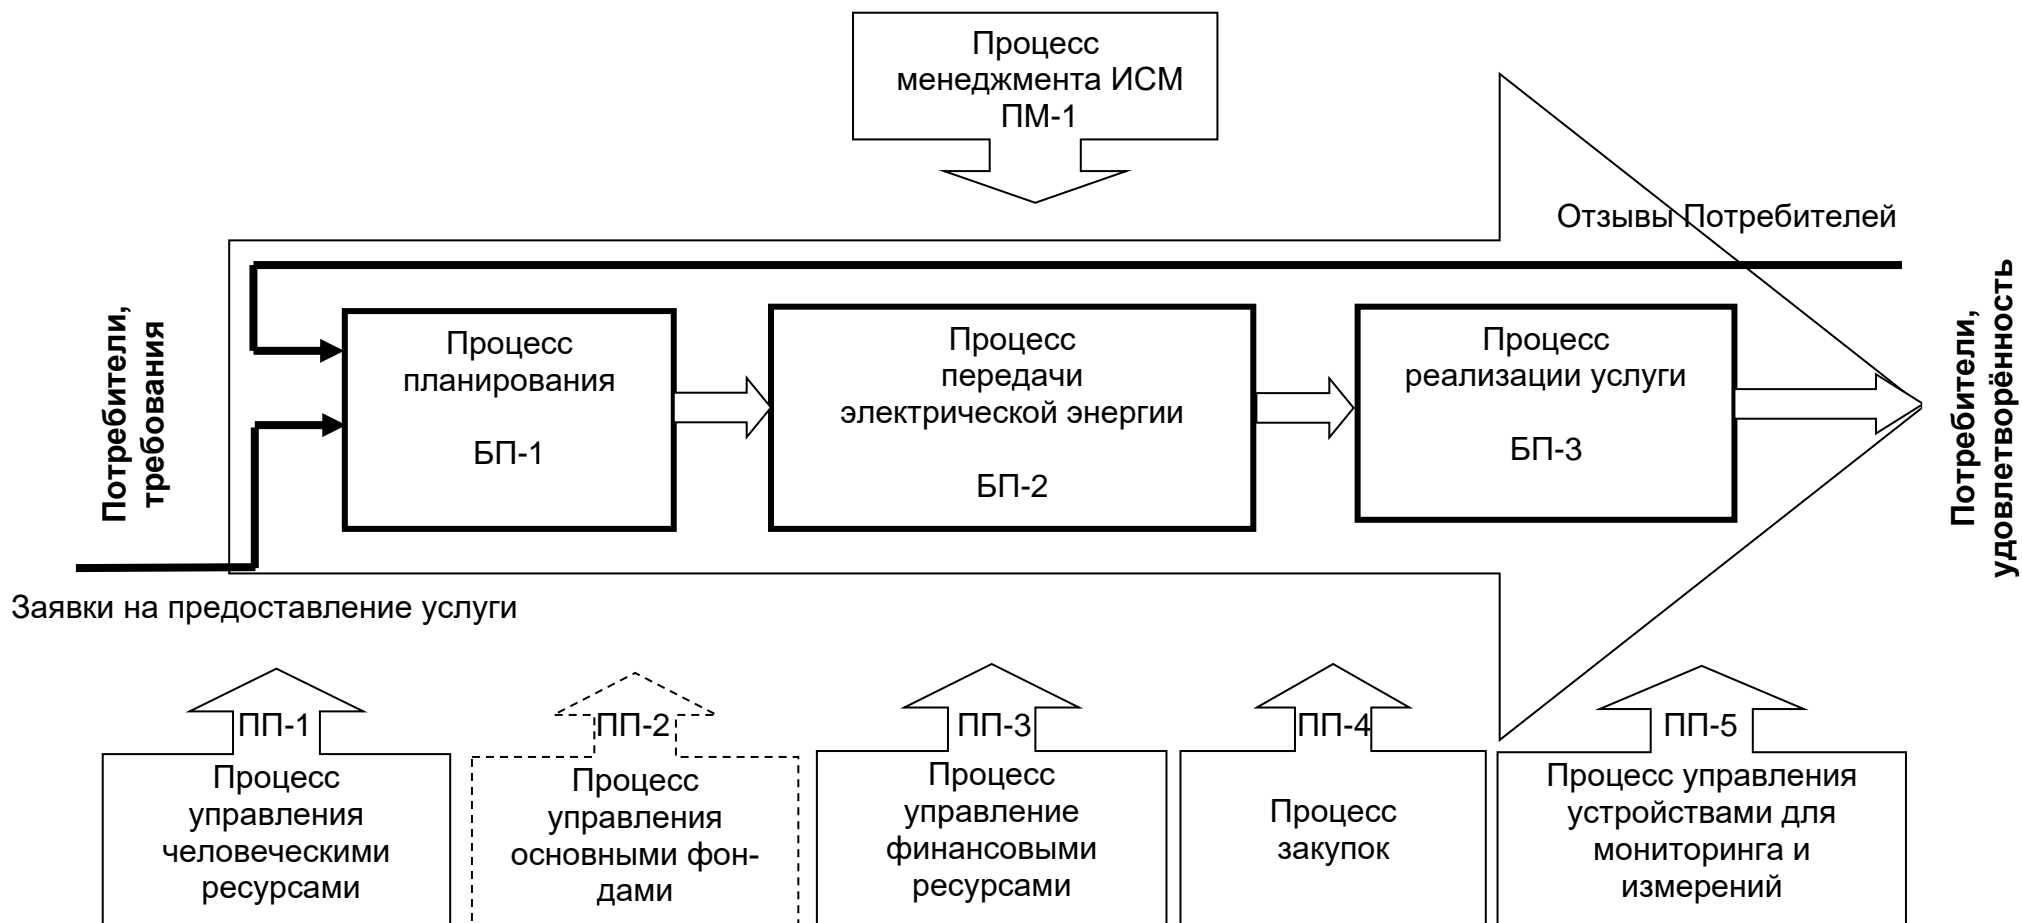 Процесс
менеджмента ИСМ
ПМ-1
Отзывы Потребителей
Потребители,
требования
Процесс
планирования
БП-1
Процесс
передачи
электрической энергии
БП-2
Процесс
реализации услуги
БП-3
Потребители,
удовлетворённость
Заявки на предоставление услуги
ПП-1
Процесс
управления
человеческими
ресурсами
ПП-2
Процесс
управления
основными фон-
дами
ПП-3
Процесс
управление
финансовыми
ресурсами
ПП-4
Процесс
закупок
ПП-5
Процесс управления
устройствами для
мониторинга и
измерений